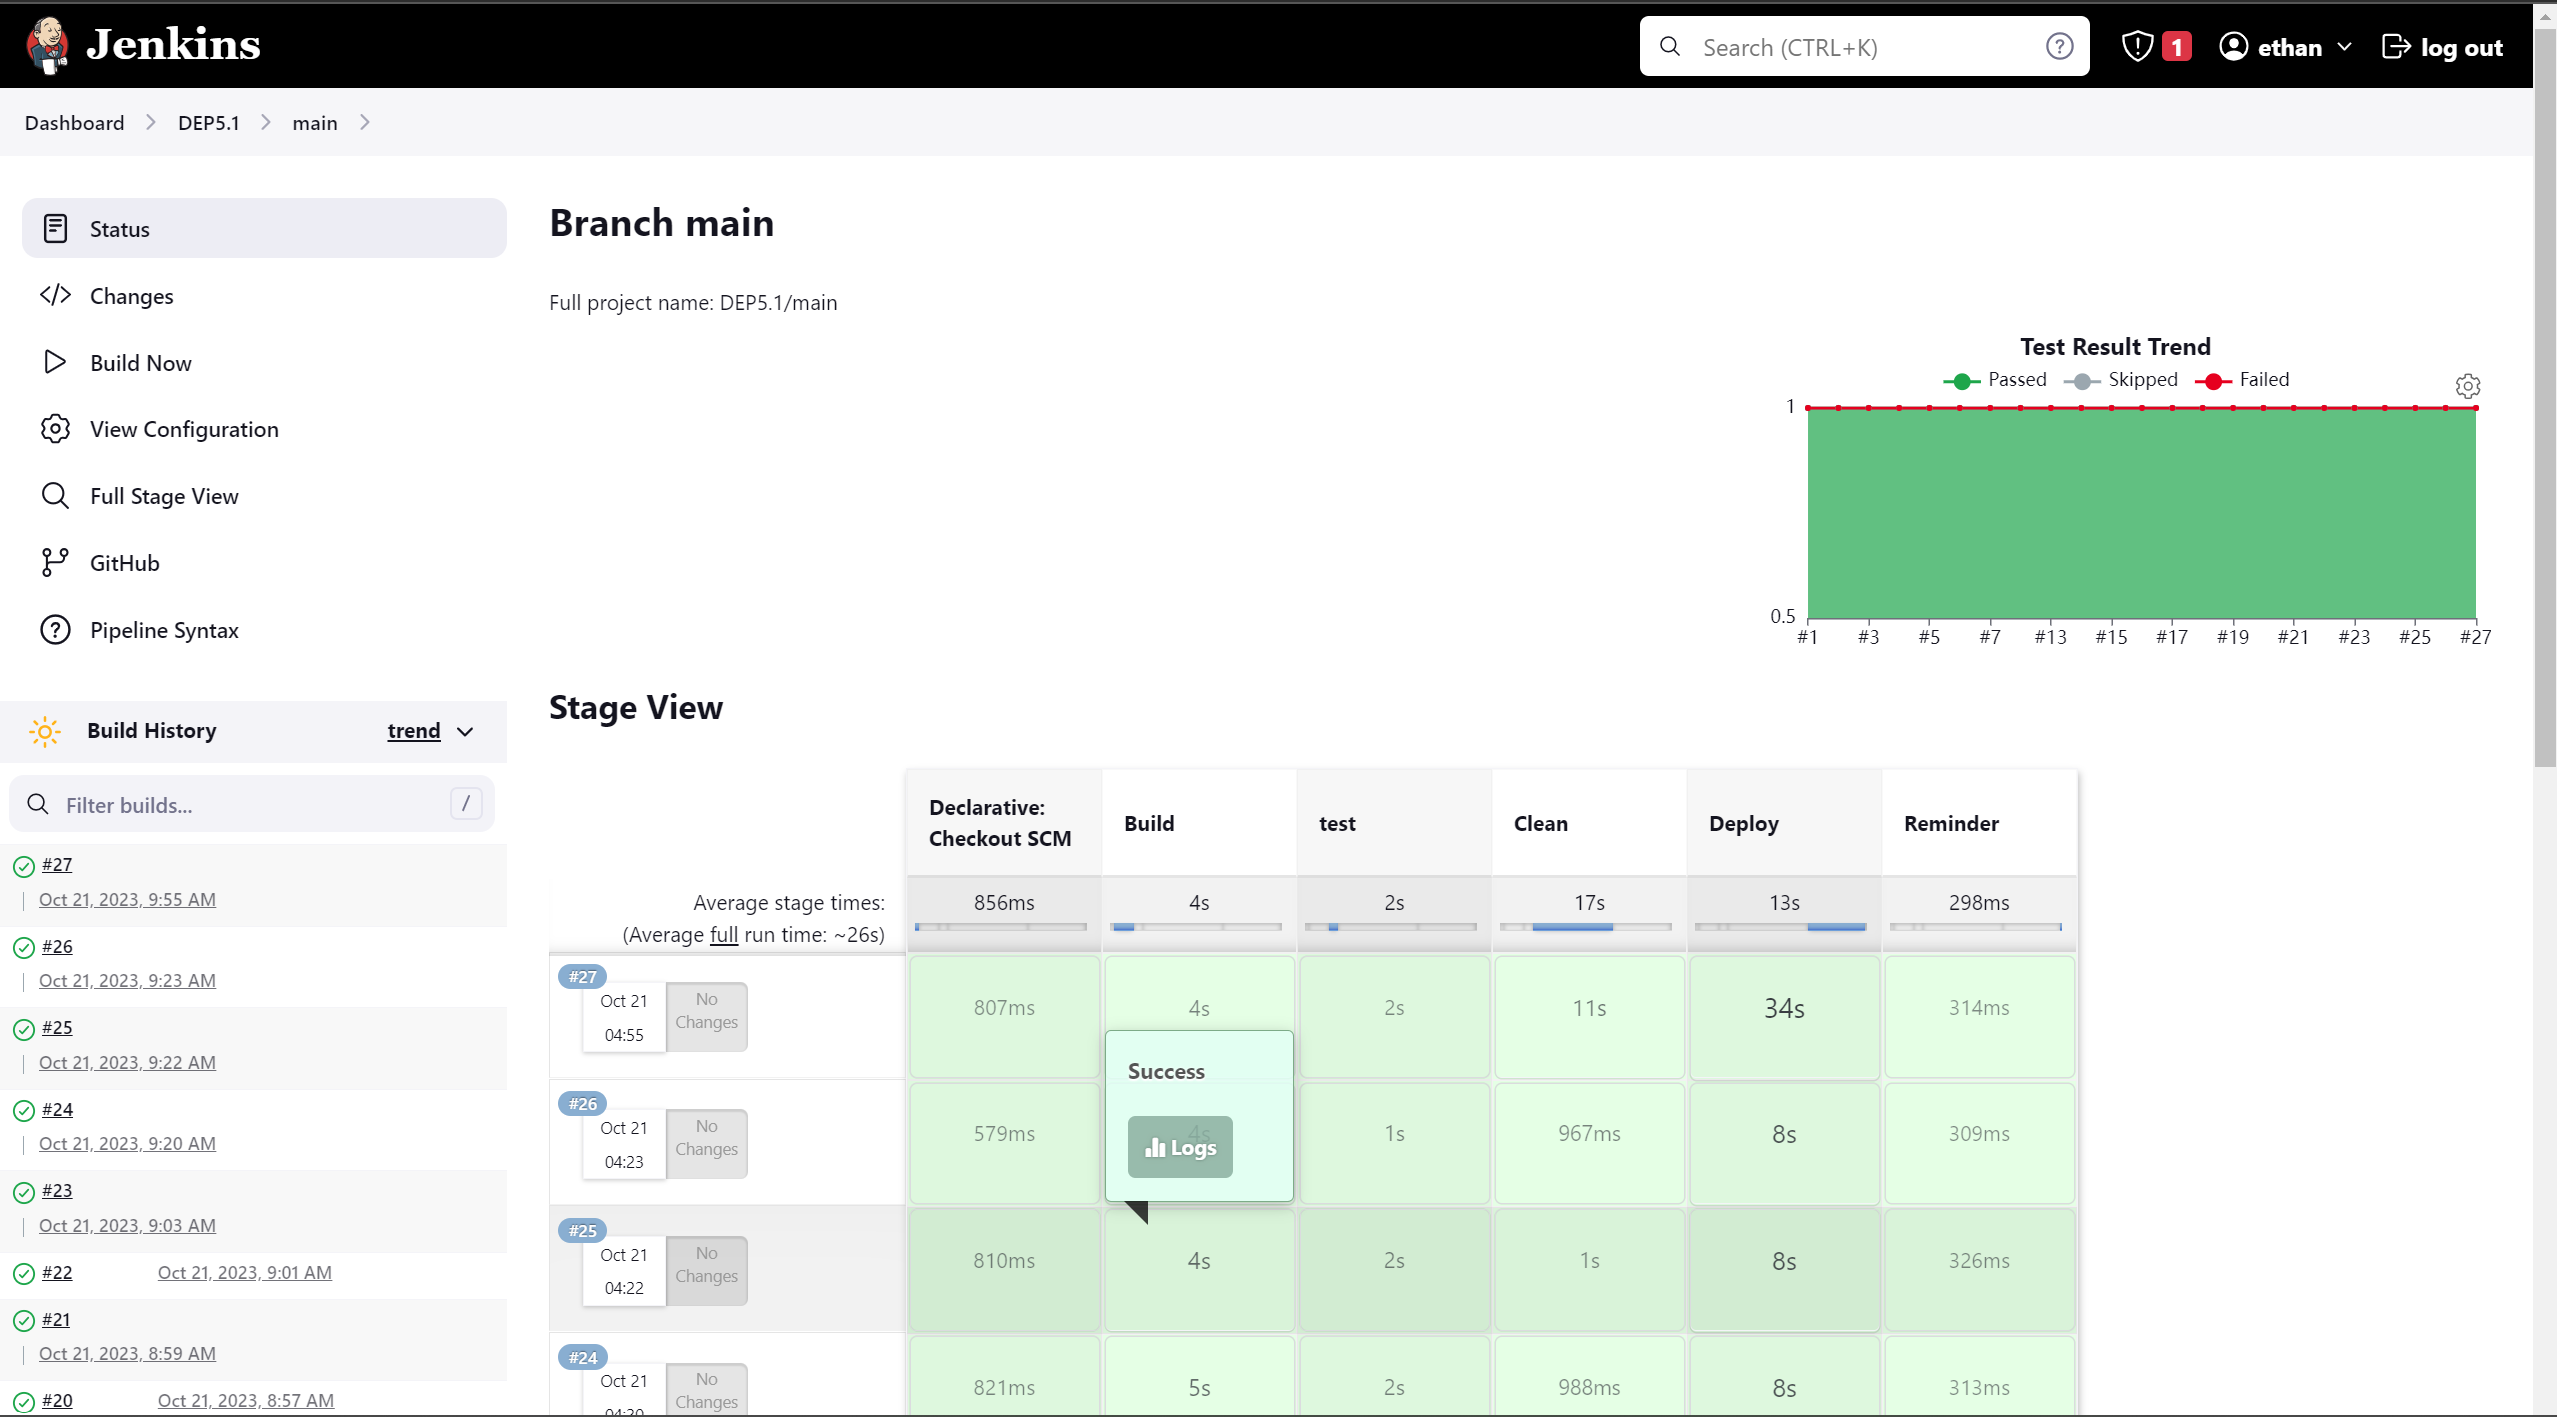 Jenkins
Search (CTRL+K)
1
ethan
log out
Dashboard
DEP5.1
main
Status
Changes
Build Now
View Configuration
Full Stage View
GitHub
Pipeline Syntax
Build History
trend
Filter builds...
/
#27
Oct 21, 2023, 9:55 AM
#26
Oct 21, 2023, 9:23 AM
#25
Oct 21, 2023, 9:22 AM
#24
Oct 21, 2023, 9:20 AM
#23
Oct 21, 2023, 9:03 AM
#22 Oct 21, 2023, 9:01 AM
#21
Oct 21, 2023, 8:59 AM
#20 Oct 21, 2023, 8:57 AM
Branch main
Full project name: DEP5.1/main
Test Result Trend
Passed Skipped Failed
1
0.5
#1 #3 #5 #7 #13 #15 #17 #19 #21 #23 #25 #27
Stage View
Declarative:
Checkout SCM
Build
test
Clean
Deploy
Reminder
Average stage times:
(Average full run time: ~26s)
856ms
4s
2s
17s
13s
298ms
#27
Oct 21
04:55
No
Changes
807ms
4s
2s
11s
34s
314ms
Success
Logs
#26
Oct 21
04:23
No
Changes
579ms
4s
1s
967ms
8s
309ms
#25
Oct 21
04:22
No
Changes
810ms
4s
2s
1s
8s
326ms
#24
Oct 21
04:20
No
Changes
821ms
5s
2s
988ms
8s
313ms